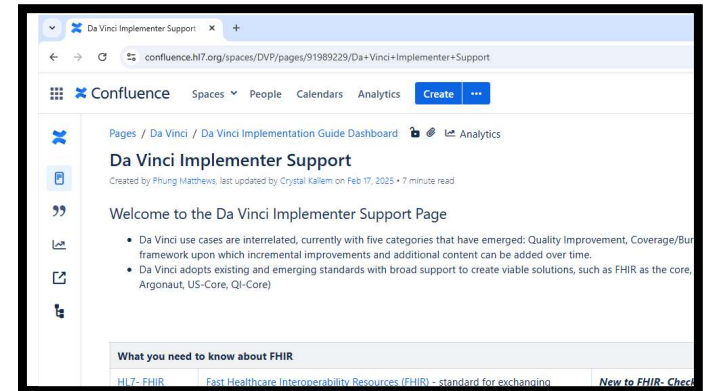 Da Vinci Implementer Support
confluence.hl7.org/spaces/DVP/pages/91989229/Da+Vinci+Implementer+Support
Confluence Spaces People Calendars Analytics Create
Pages / Da Vinci / Da Vinci Implementation Guide Dashboard Analytics
Da Vinci Implementer Support
Created by Phung Matthews, last updated by Crystal Kallem on Feb 17, 2025 • 7 minute read
Welcome to the Da Vinci Implementer Support Page
• Da Vinci use cases are interrelated, currently with five categories that have emerged: Quality Improvement, Coverage/Bur
framework upon which incremental improvements and additional content can be added over time.
• Da Vinci adopts existing and emerging standards with broad support to create viable solutions, such as FHIR as the core,
Argonaut, US-Core, QI-Core)
What you need to know about FHIR
HL7- FHIR Fast Healthcare Interoperability Resources (FHIR) - standard for exchanging New to FHIR- Check